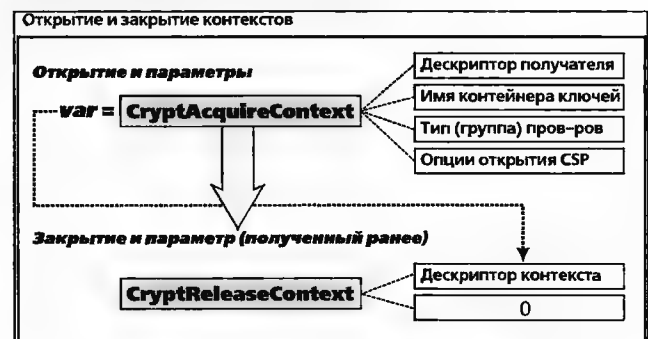 Открытие и закрытие контекстов
Открытие и параметры
var = CryptAcquireContext
Дескриптор получателя
Имя контейнера ключей
Тип (группа) пров-ров
Опции открытия CSP
Закрытие и параметр (полученный ранее)
CryptReleaseContext
Дескриптор контекста
0